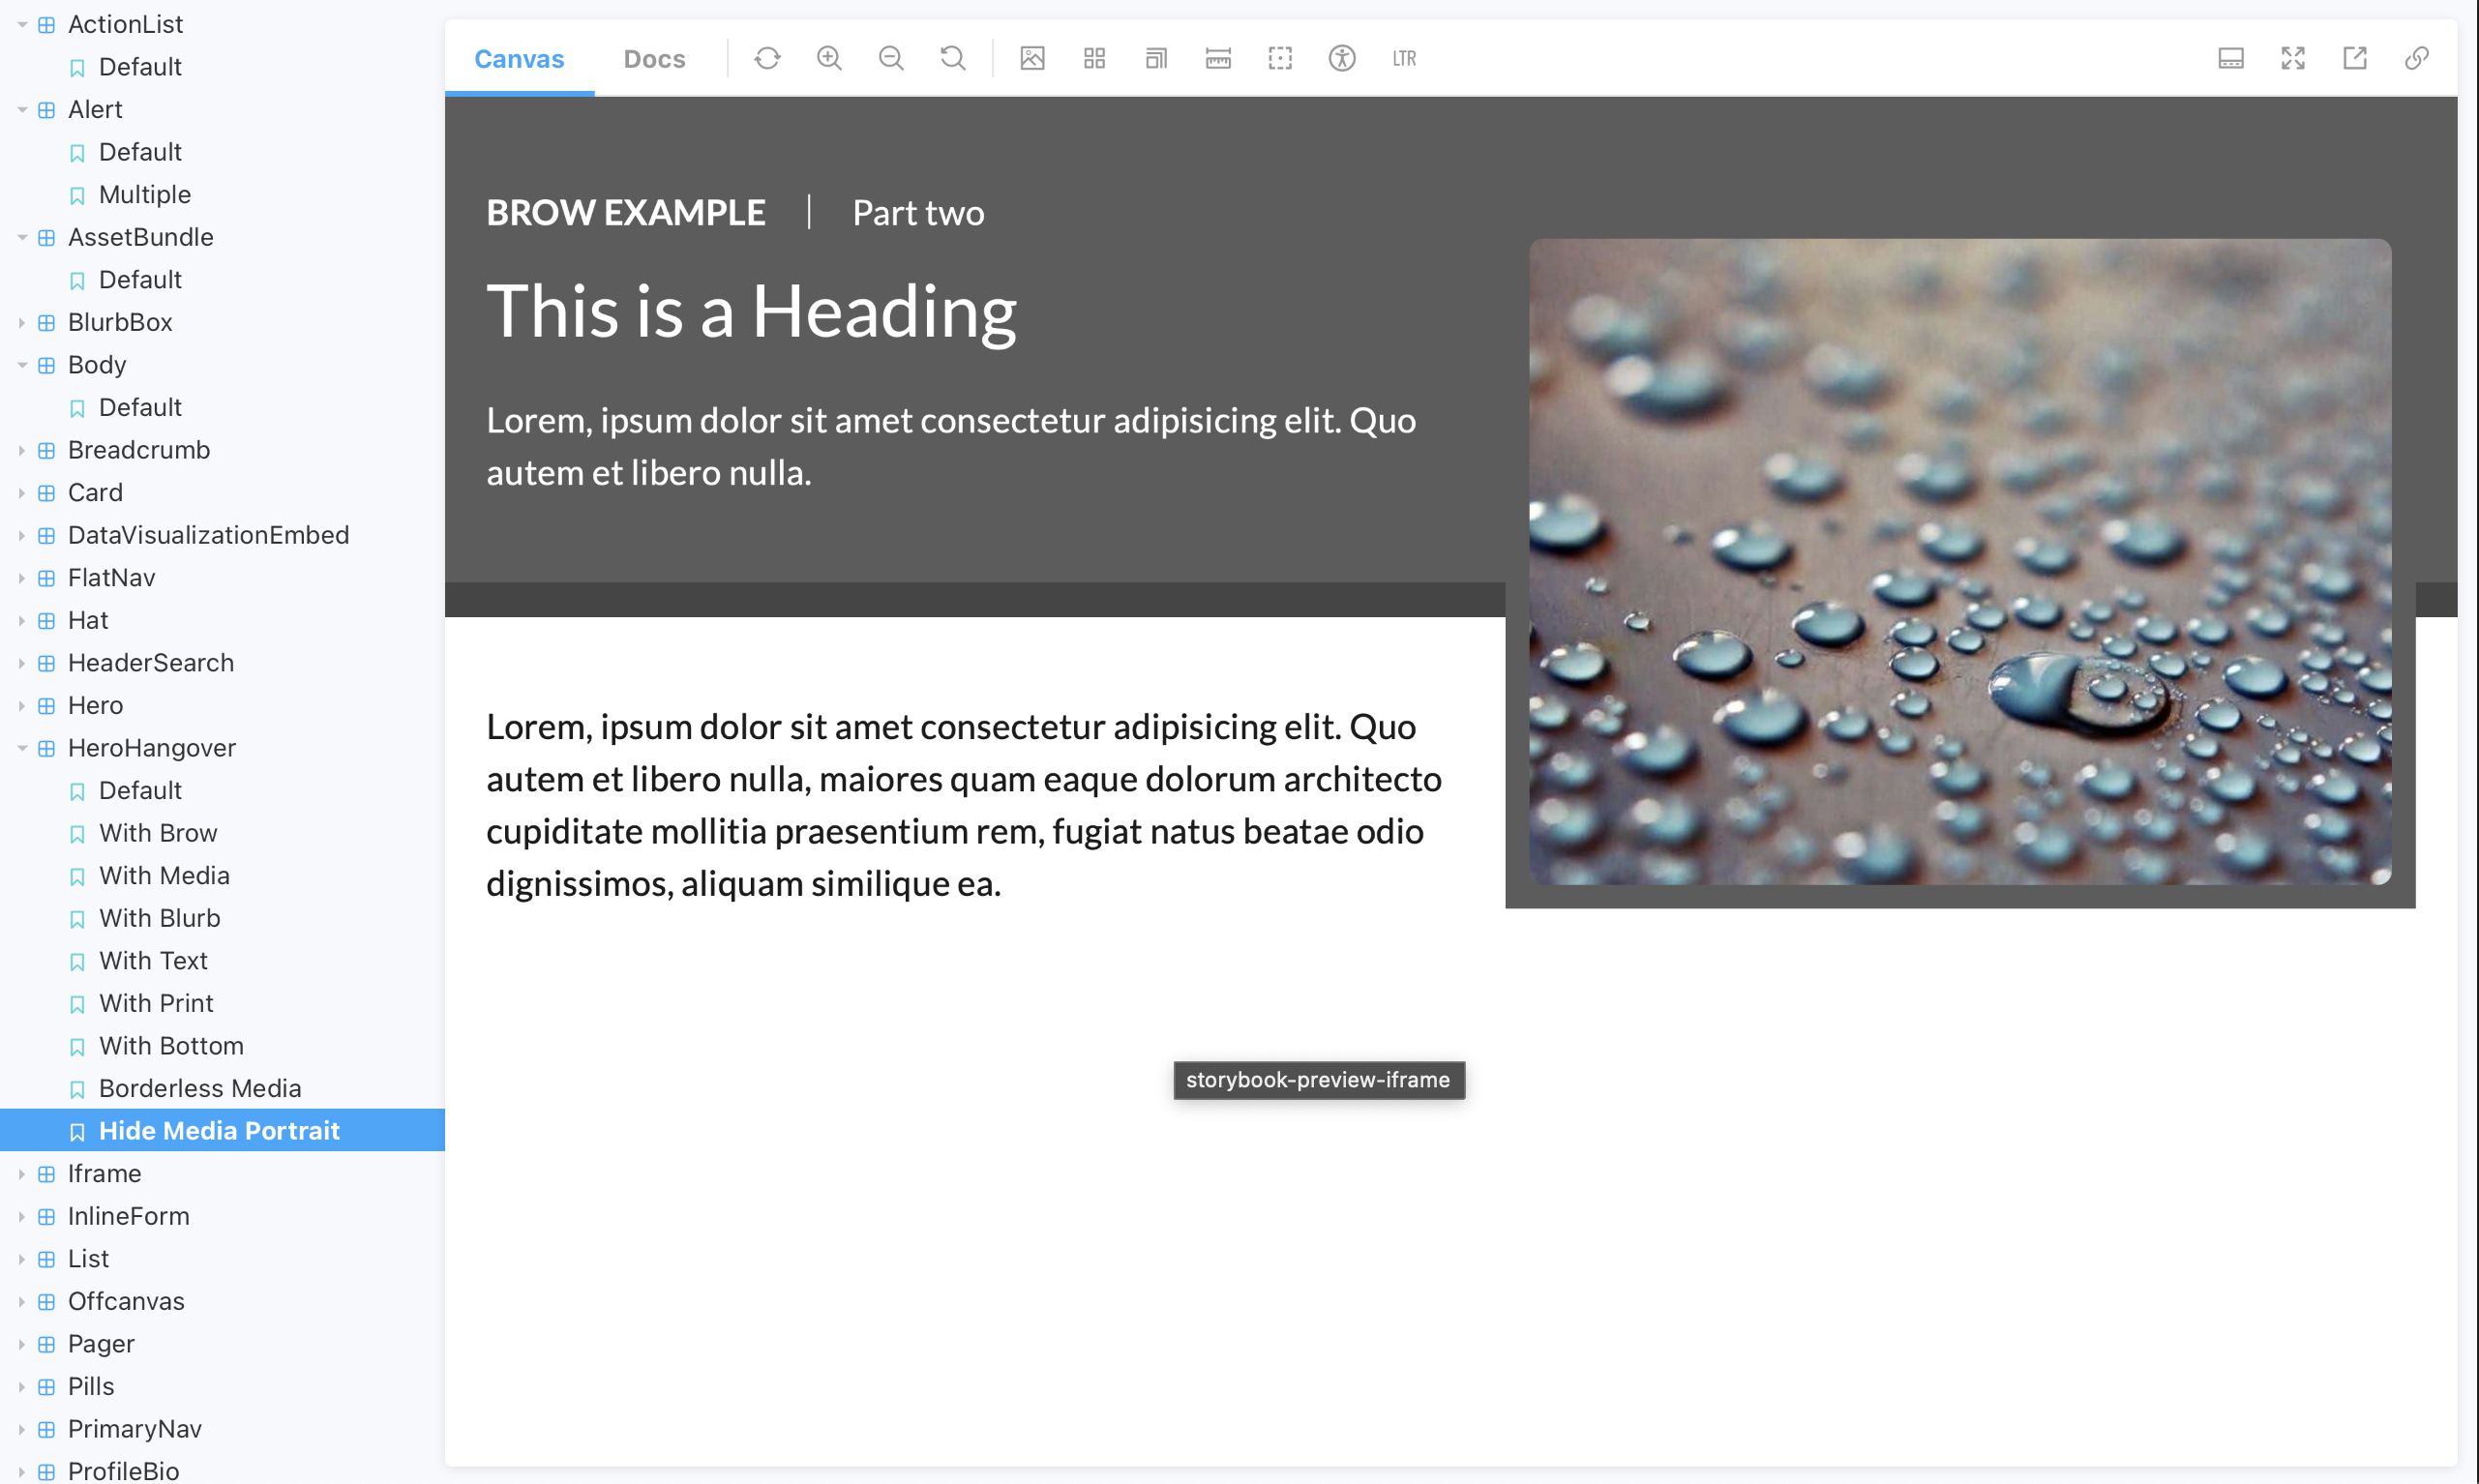 ActionList
Default
Alert
Default
Multiple
AssetBundle
Default
BlurbBox
Body
Default
Breadcrumb
Card
DataVisualizationEmbed
FlatNav
Hat
HeaderSearch
Hero
HeroHangover
Default
With Brow
With Media
With Blurb
With Text
With Print
With Bottom
Borderless Media
Hide Media Portrait
Iframe
InlineForm
List
Offcanvas
Pager
Pills
PrimaryNav
ProfileBio
Canvas Docs LTR
BROW EXAMPLE | Part two
This is a Heading
Lorem, ipsum dolor sit amet consectetur adipisicing elit. Quo
autem et libero nulla.
Lorem, ipsum dolor sit amet consectetur adipisicing elit. Quo
autem et libero nulla, maiores quam eaque dolorum architecto
cupiditate mollitia praesentium rem, fugiat natus beatae odio
dignissimos, aliquam similique ea.
storybook-preview-iframe